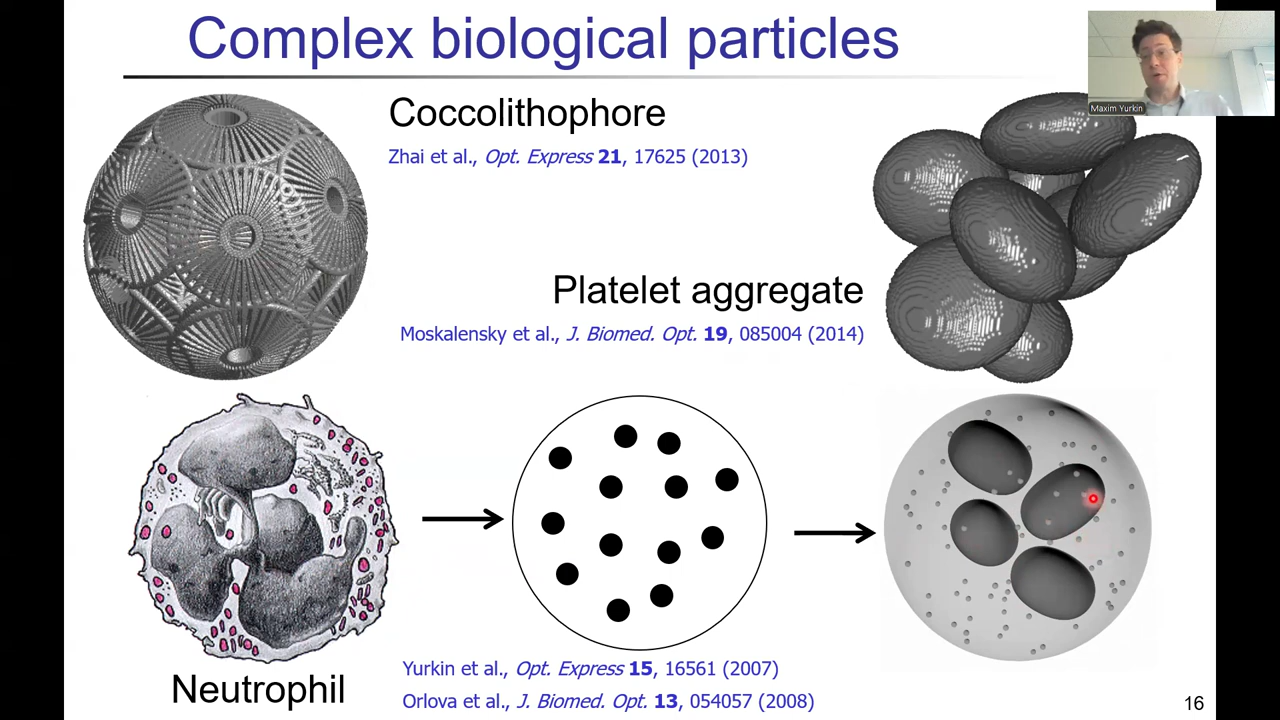 Complex biological particles
Maxim Yurkin
Coccolithophore
Zhai et al., Opt. Express 21, 17625 (2013)
Platelet aggregate
Moskalensky et al., J. Biomed. Opt. 19, 085004 (2014)
Neutrophil
Yurkin et al., Opt. Express 15, 16561 (2007)
Orlova et al., J. Biomed. Opt. 13, 054057 (2008)
16